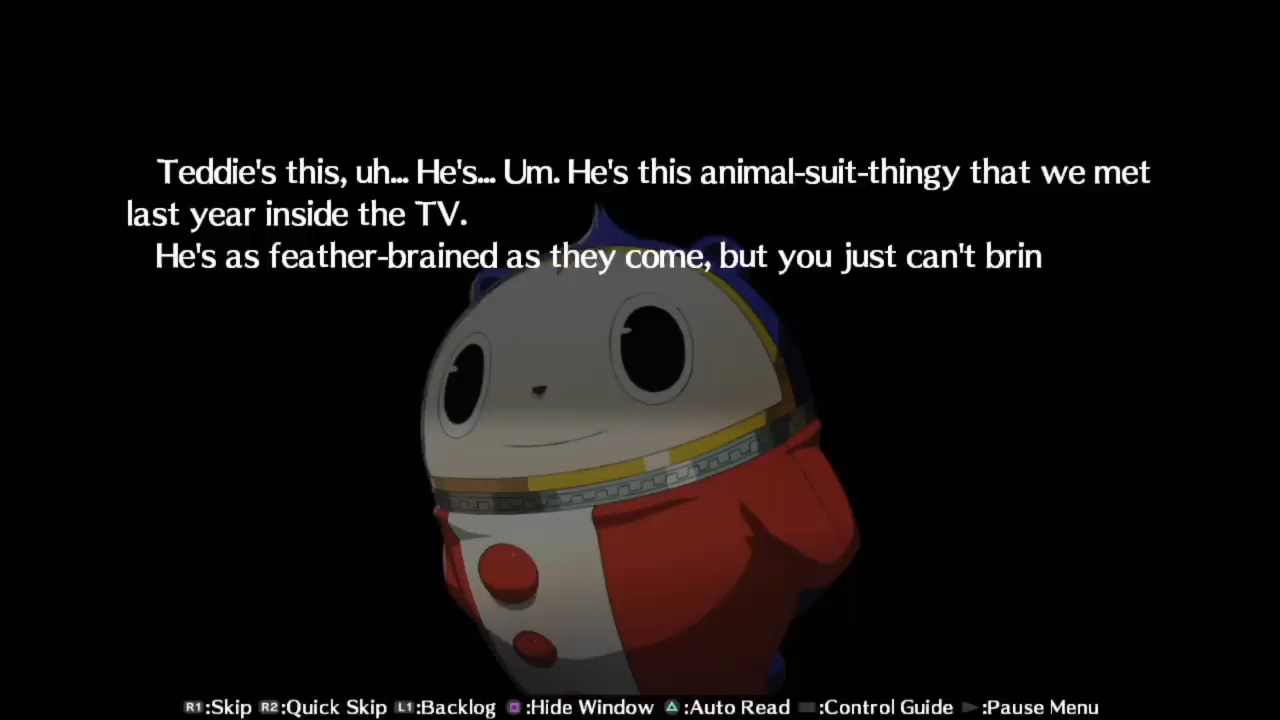 Teddie's this, uh... He's... Um. He's this animal-suit-thingy that we met
last year inside the TV.
He's as feather-brained as they come, but you just can't brin
R1:Skip R2:Quick Skip L1:Backlog :Hide Window :Auto Read :Control Guide :Pause Menu